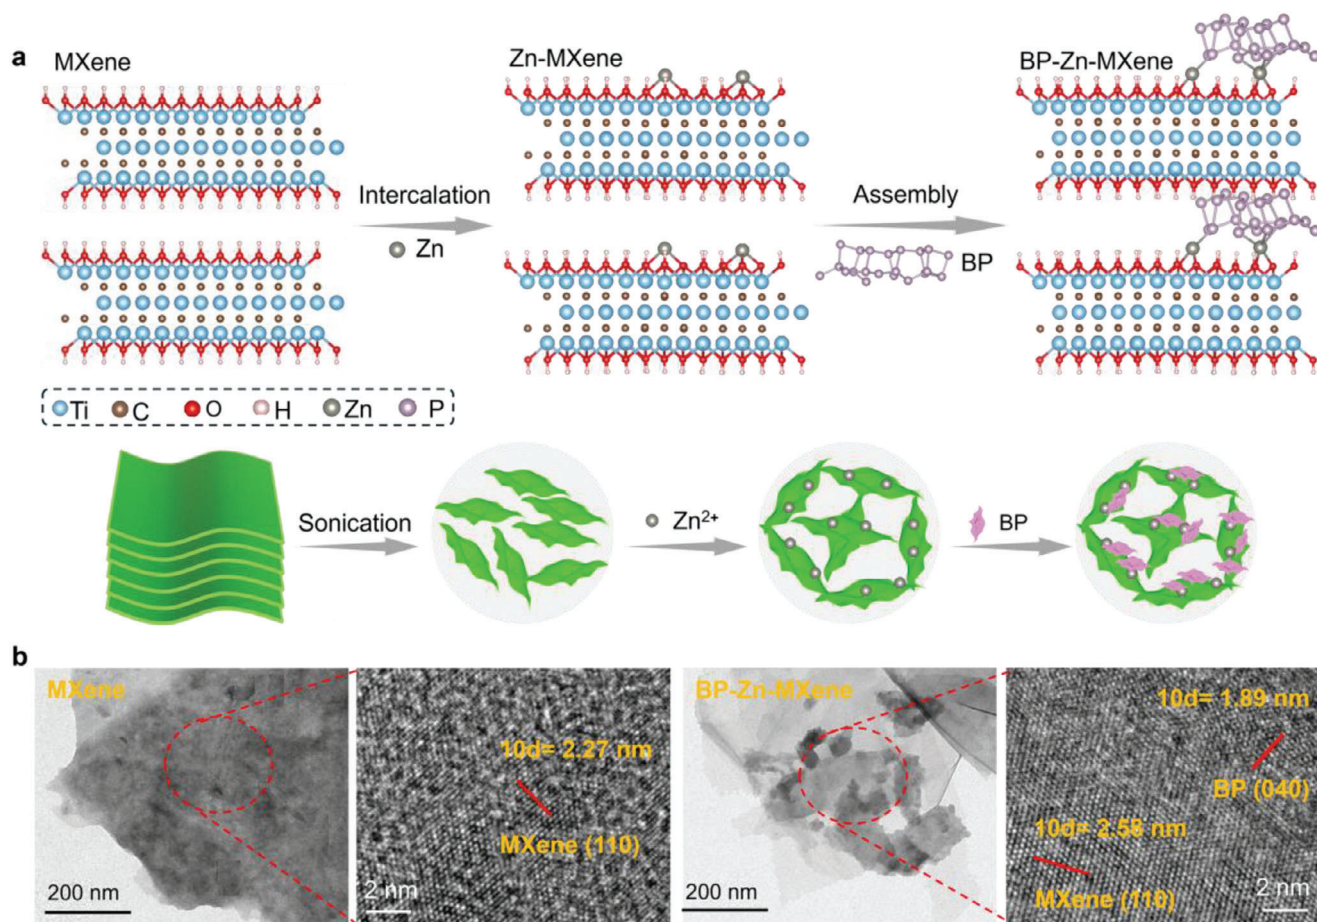 a
MXene
Zn-MXene
BP-Zn-MXene
Intercalation
Zn
Assembly
BP
Ti C O H Zn P
Sonication
Zn²⁺
BP
b
MXene
200 nm
10d= 2.27 nm
MXene (110)
2 nm
BP-Zn-MXene
200 nm
10d= 1.89 nm
BP (040)
10d= 2.58 nm
MXene (110)
2 nm